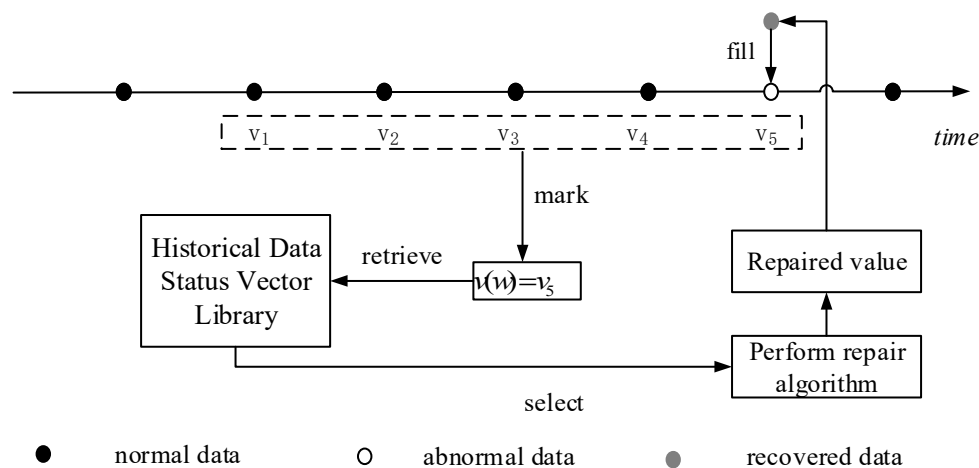 fill
v₁ v₂ v₃ v₄ v₅
time
mark
Historical Data
Status Vector
Library
retrieve
v(w)=v₅
Repaired value
Perform repair
algorithm
select
normal data abnormal data recovered data